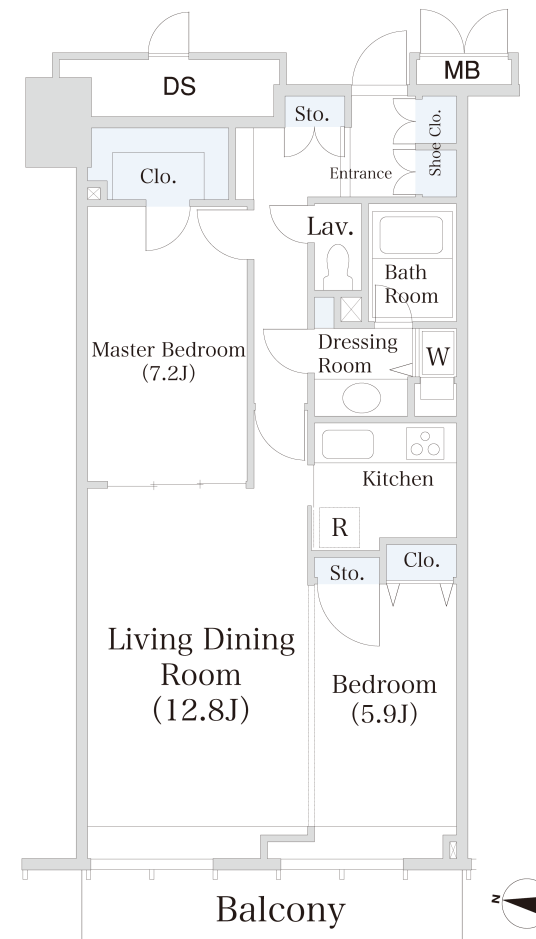 DS
MB
Sto.
Shoe Clo.
Clo.
Entrance
Lav.
Bath
Room
Master Bedroom
(7.2J)
Dressing
Room
W
Kitchen
R
Sto.
Clo.
Living Dining
Room
(12.8J)
Bedroom
(5.9J)
Balcony
N